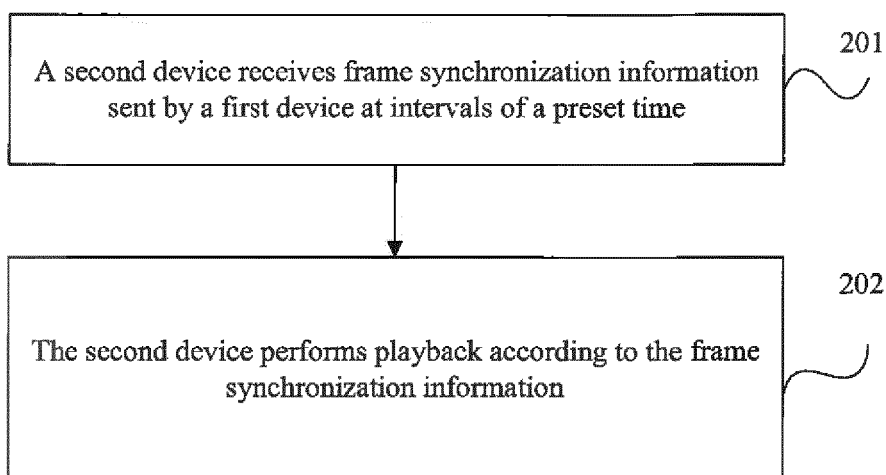 A second device receives frame synchronization information
sent by a first device at intervals of a preset time
201
The second device performs playback according to the frame
synchronization information
202